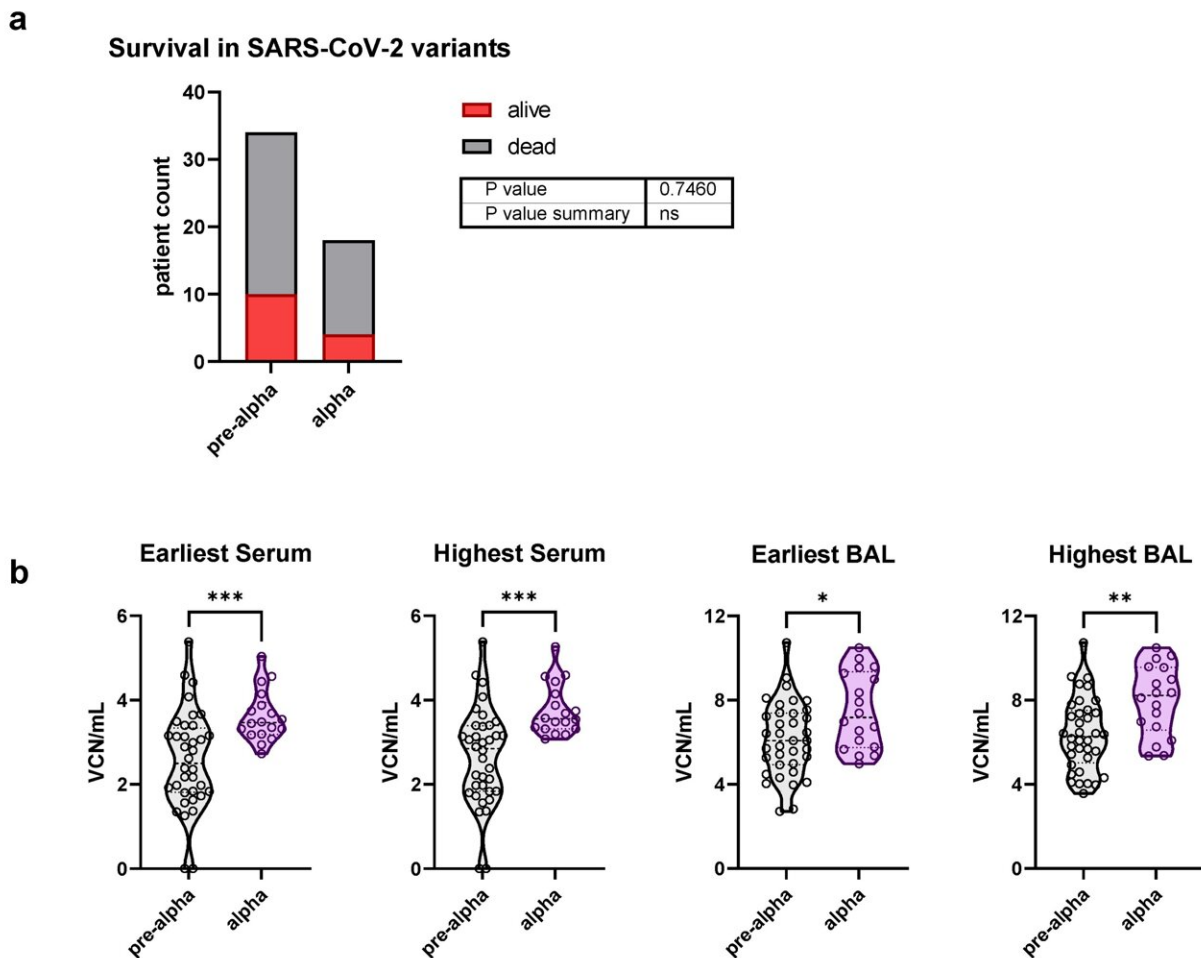 a
Survival in SARS-CoV-2 variants
40
30
20
10
0
patient count
pre-alpha
alpha
alive
dead
P value 0.7460
P value summary ns
b
Earliest Serum
***
6
4
2
0
VCN/mL
pre-alpha
alpha
Highest Serum
***
6
4
2
0
VCN/mL
pre-alpha
alpha
Earliest BAL
*
12
8
4
0
VCN/mL
pre-alpha
alpha
Highest BAL
**
12
8
4
0
VCN/mL
pre-alpha
alpha